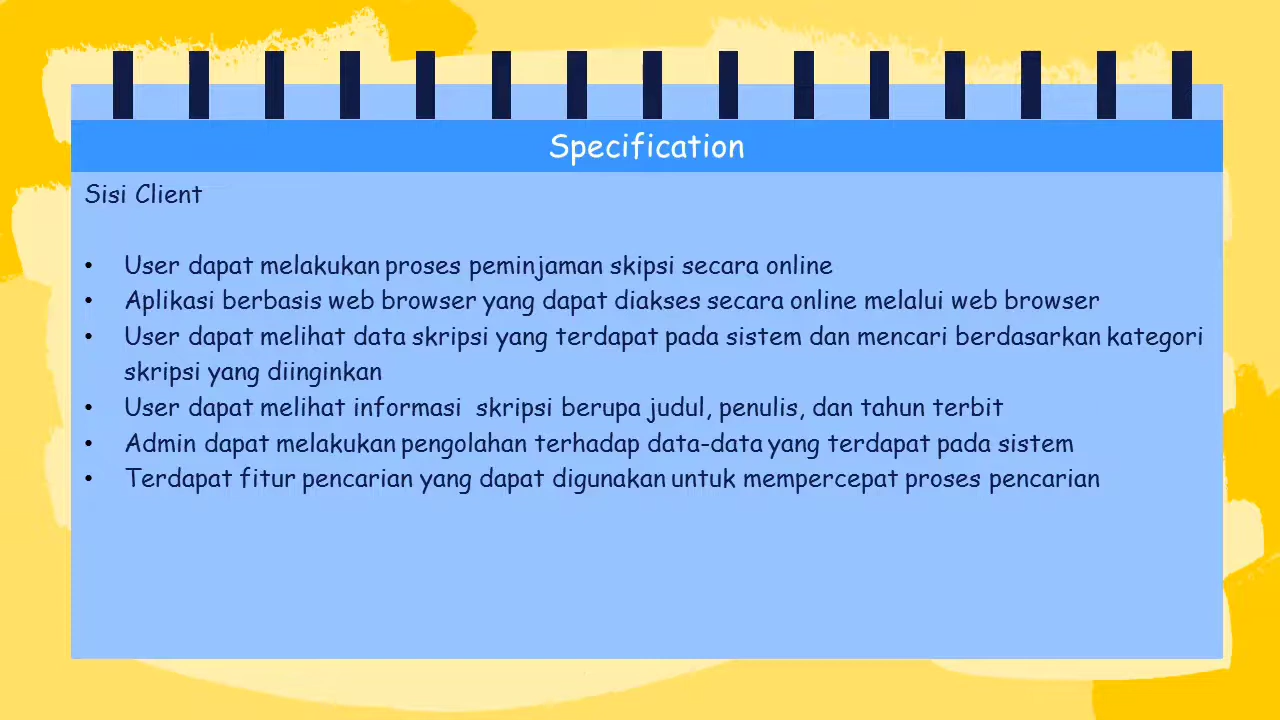 Specification
Sisi Client
• User dapat melakukan proses peminjaman skipsi secara online
• Aplikasi berbasis web browser yang dapat diakses secara online melalui web browser
• User dapat melihat data skripsi yang terdapat pada sistem dan mencari berdasarkan kategori
skripsi yang diinginkan
• User dapat melihat informasi  skripsi berupa judul, penulis, dan tahun terbit
• Admin dapat melakukan pengolahan terhadap data-data yang terdapat pada sistem
• Terdapat fitur pencarian yang dapat digunakan untuk mempercepat proses pencarian